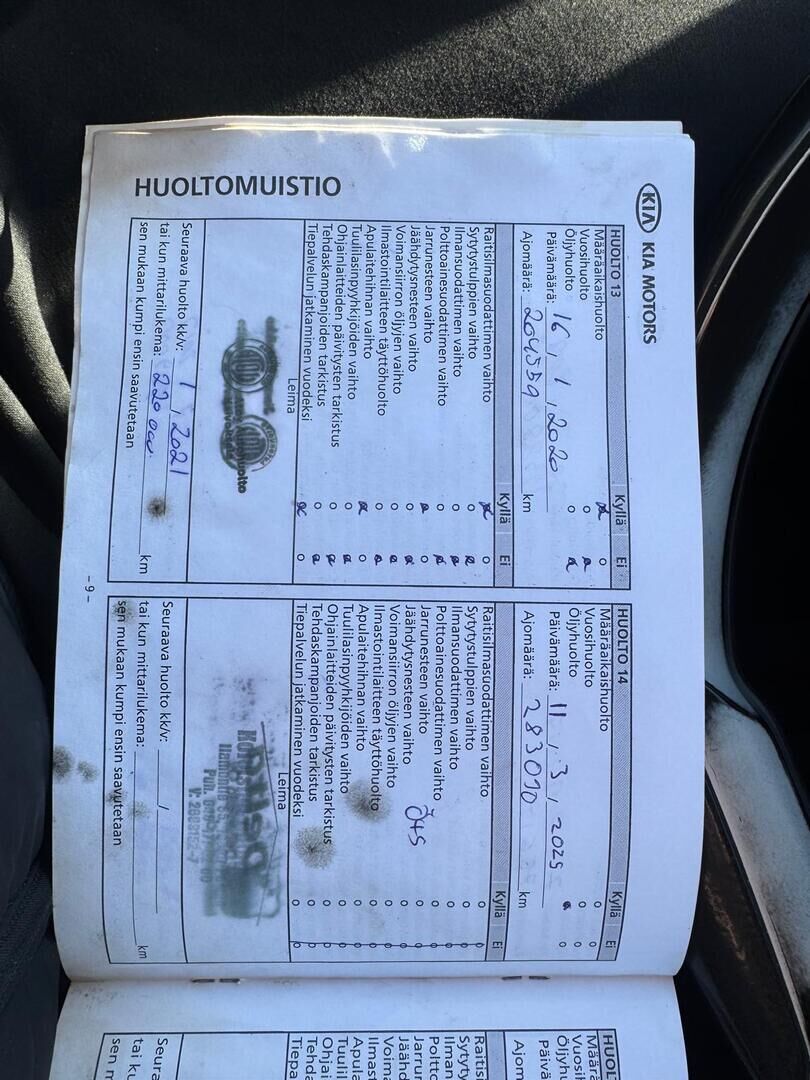 KIA KIA MOTORS
HUOLTOMUISTIO
HUOLTO 13 Kyllä Ei
Määräaikaishuolto
Vuosihuolto
Öljyhuolto
Päivämäärä: 16, 1, 2020
Ajomäärä: 204559 km
Kyllä Ei
Raitisilmasuodattimen vaihto
Sytytystulppien vaihto
Ilmansuodattimen vaihto
Polttoainesuodattimen vaihto
Jarrunesteen vaihto
Jäähdytysnesteen vaihto
Voimansiirron öljyjen vaihto
Ilmastointilaitteen täyttöhuolto
Apulaitehihnan vaihto
Tuulilasinpyyhkijöiden vaihto
Ohjainlaitteiden päivitysten tarkistus
Tehdaskampanjoiden tarkistus
Tiepalvelun jatkaminen vuodeksi
Leima
Seuraava huolto kk/v: 1, 2021
tai kun mittarilukema: 220 000 km
sen mukaan kumpi ensin saavutetaan
HUOLTO 14 Kyllä Ei
Määräaikaishuolto
Vuosihuolto
Öljyhuolto
Päivämäärä: 11, 3, 2025
Ajomäärä: 283010 km
Kyllä Ei
Raitisilmasuodattimen vaihto
Sytytystulppien vaihto
Ilmansuodattimen vaihto
Polttoainesuodattimen vaihto
Jarrunesteen vaihto
Jäähdytysnesteen vaihto
Voimansiirron öljyjen vaihto
Ilmastointilaitteen täyttöhuolto
Apulaitehihnan vaihto
Tuulilasinpyyhkijöiden vaihto
Ohjainlaitteiden päivitysten tarkistus
Tehdaskampanjoiden tarkistus
Tiepalvelun jatkaminen vuodeksi
Leima
Seuraava huolto kk/v: /
tai kun mittarilukema: km
sen mukaan kumpi ensin saavutetaan
- 9 -